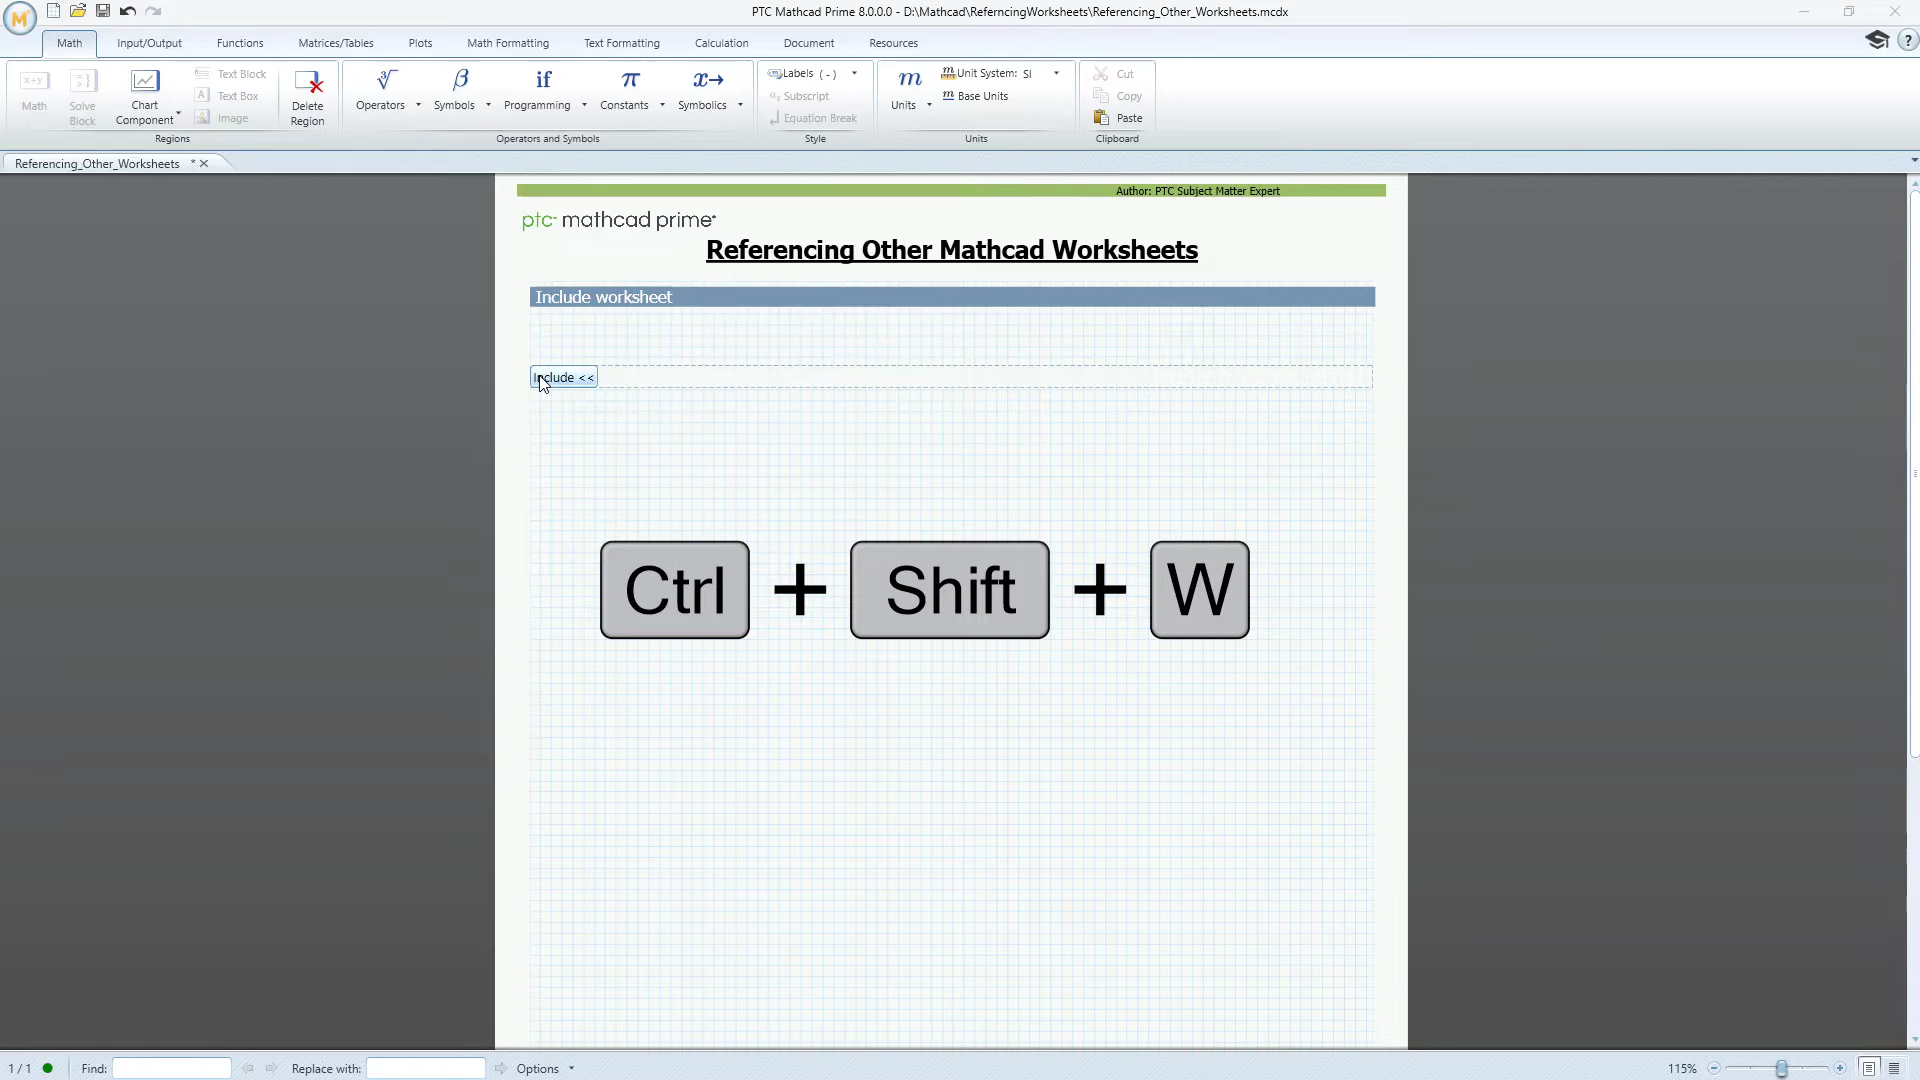 PTC Mathcad Prime 8.0.0.0 - D:\Mathcad\ReferncingWorksheets\Referencing_Other_Worksheets.mcdx
Math Input/Output Functions Matrices/Tables Plots Math Formatting Text Formatting Calculation Document Resources
Math
Solve Block
Chart Component
Text Block
Text Box
Image
Delete Region
Regions
∛ Operators
β Symbols
if Programming
π Constants
x→ Symbolics
Operators and Symbols
Labels (-)
Subscript
Equation Break
Style
m Units
Unit System: SI
Base Units
Units
Cut
Copy
Paste
Clipboard
Referencing_Other_Worksheets *
Author: PTC Subject Matter Expert
ptc mathcad prime
Referencing Other Mathcad Worksheets
Include worksheet
Include <<
Ctrl + Shift + W
1 / 1 Find: Replace with: Options 115%